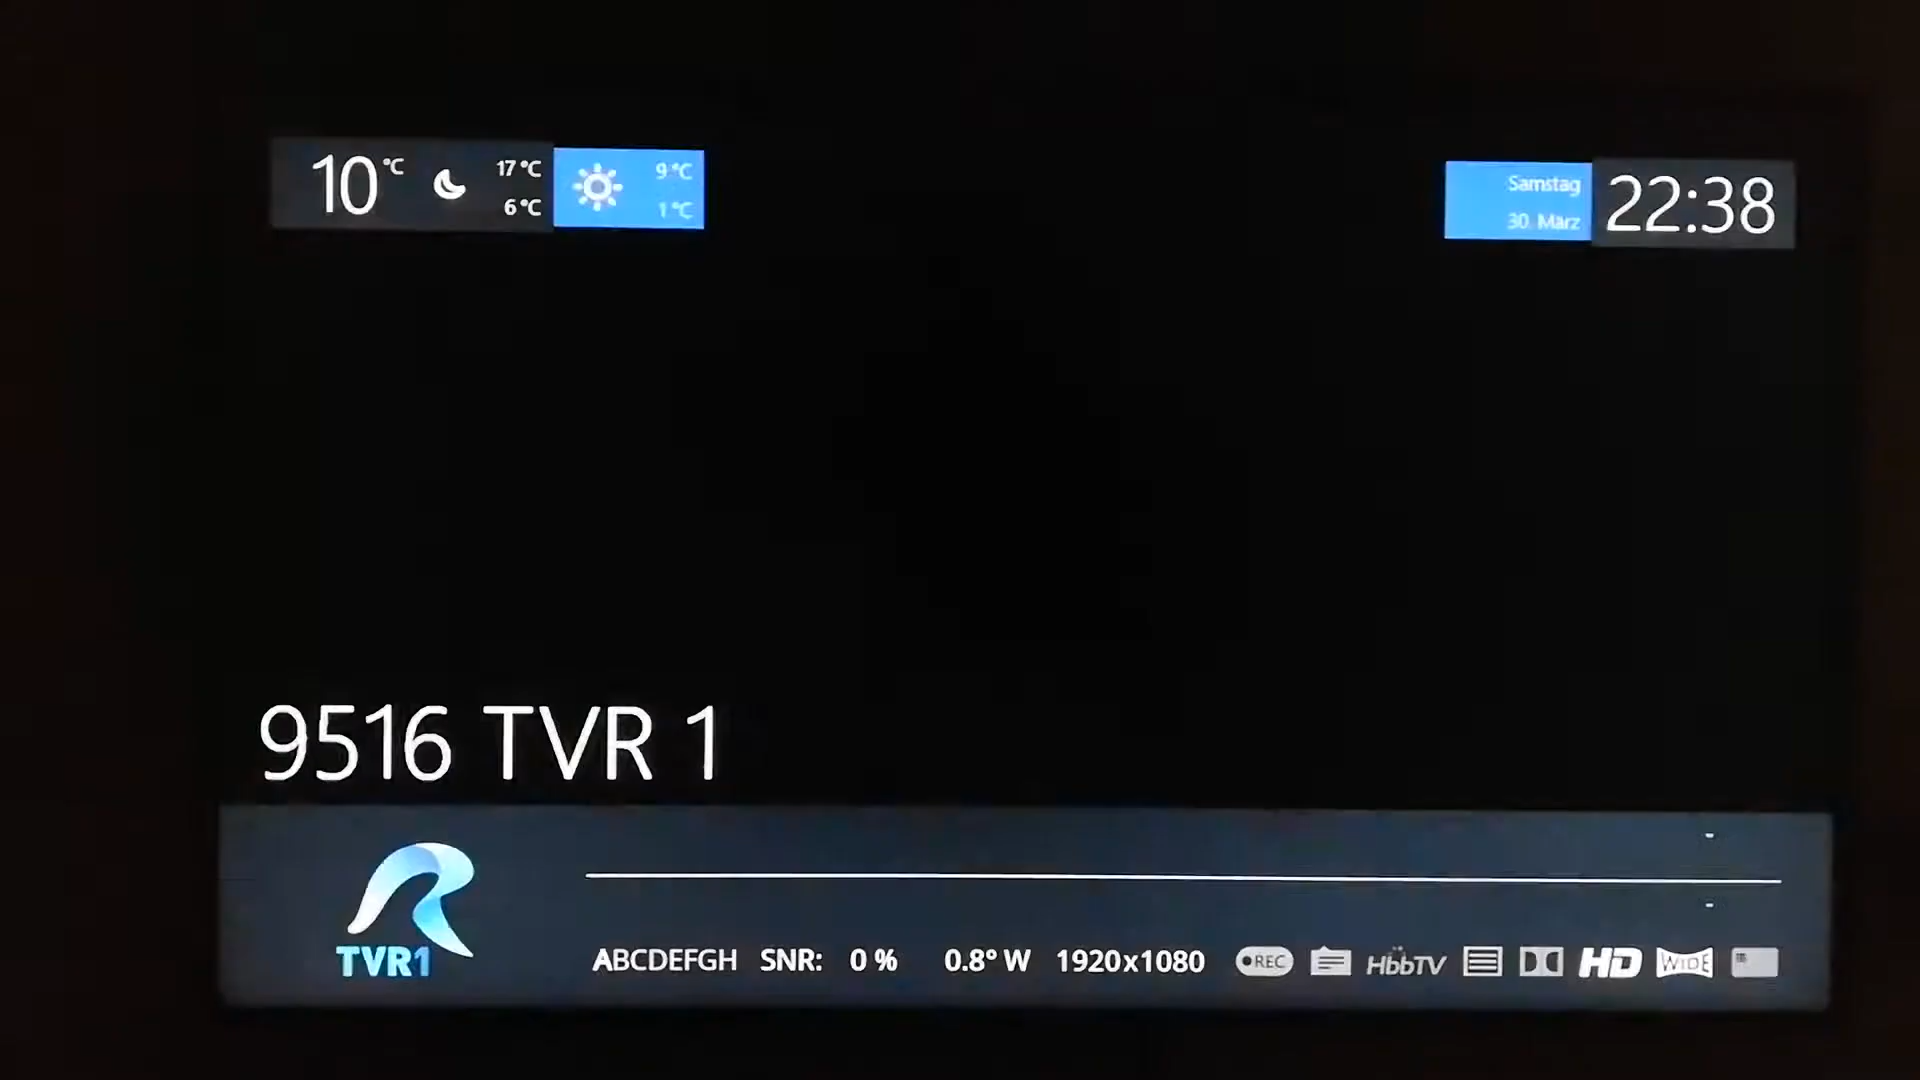 10 °C
17 °C
6 °C
9 °C
1 °C
Samstag
30. März
22:38
9516 TVR 1
-
-
TVR1
ABCDEFGH SNR: 0 % 0.8° W 1920x1080 REC HbbTV HD WIDE